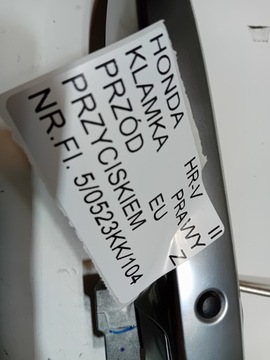 HONDA HR-V II
KLAMKA PRAWY Z
PRZÓD EU
PRZYCISKIEM
NR.FI. 5/0523KK/104